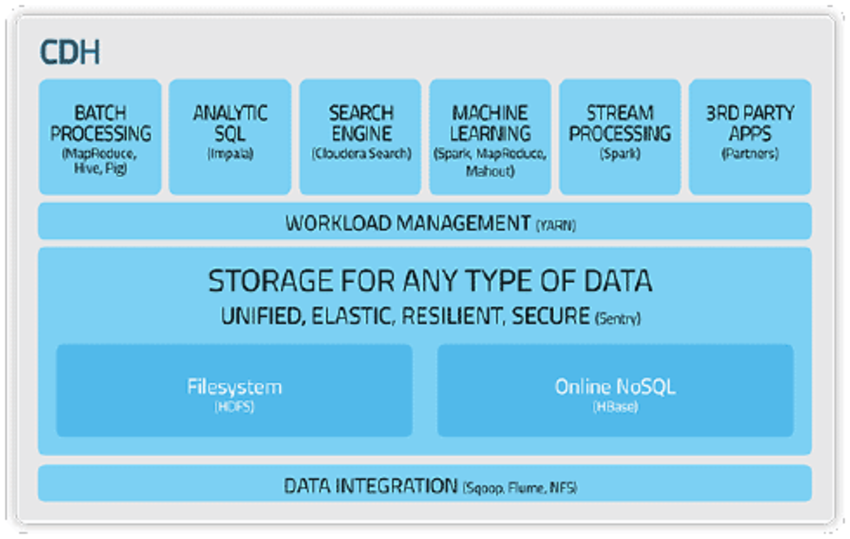 CDH
BATCH
PROCESSING
(MapReduce,
Hive, Pig)
ANALYTIC
SQL
(Impala)
SEARCH
ENGINE
(Cloudera Search)
MACHINE
LEARNING
(Spark, MapReduce,
Mahout)
STREAM
PROCESSING
(Spark)
3RD PARTY
APPS
(Partners)
WORKLOAD MANAGEMENT (YARN)
STORAGE FOR ANY TYPE OF DATA
UNIFIED, ELASTIC, RESILIENT, SECURE (Sentry)
Filesystem
(HDFS)
Online NoSQL
(HBase)
DATA INTEGRATION (Sqoop, Flume, NFS)